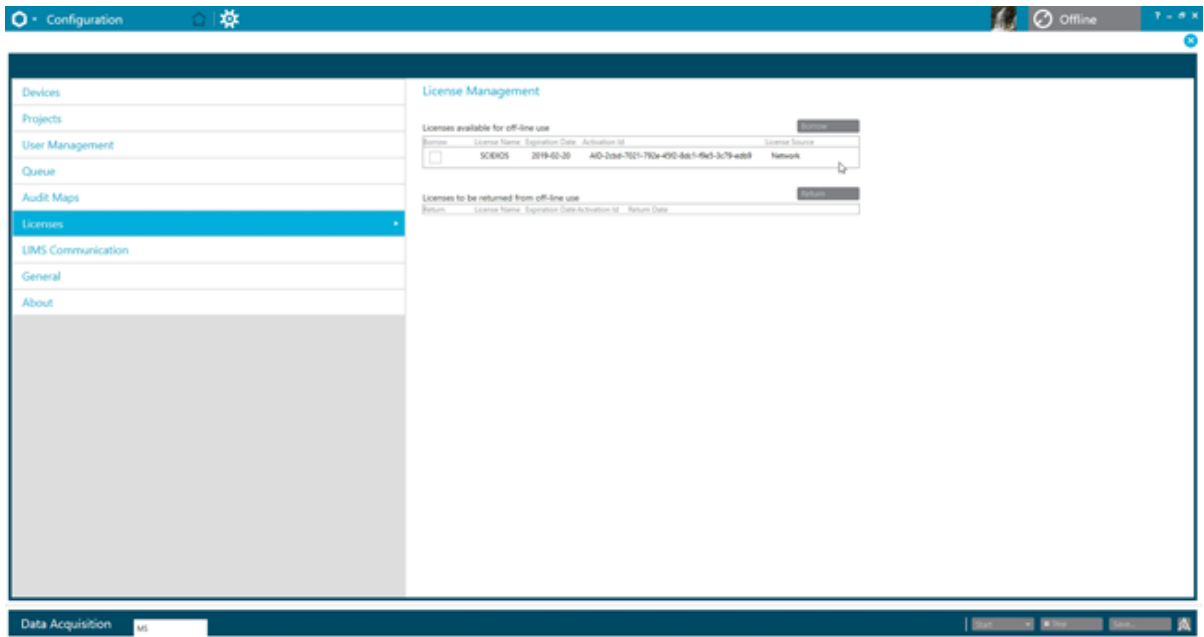 Configuration
Offline
Devices
Projects
User Management
Queue
Audit Maps
Licenses
LIMS Communication
General
About
License Management
Licenses available for off-line use
Borrow
Borrow License Name Expiration Date Activation Id License Source
SCIEXOS 2019-02-20 Network
Licenses to be returned from off-line use
Return
Return License Name Expiration Date Activation Id Return Date
Data Acquisition
MS
Start
Stop
Save...